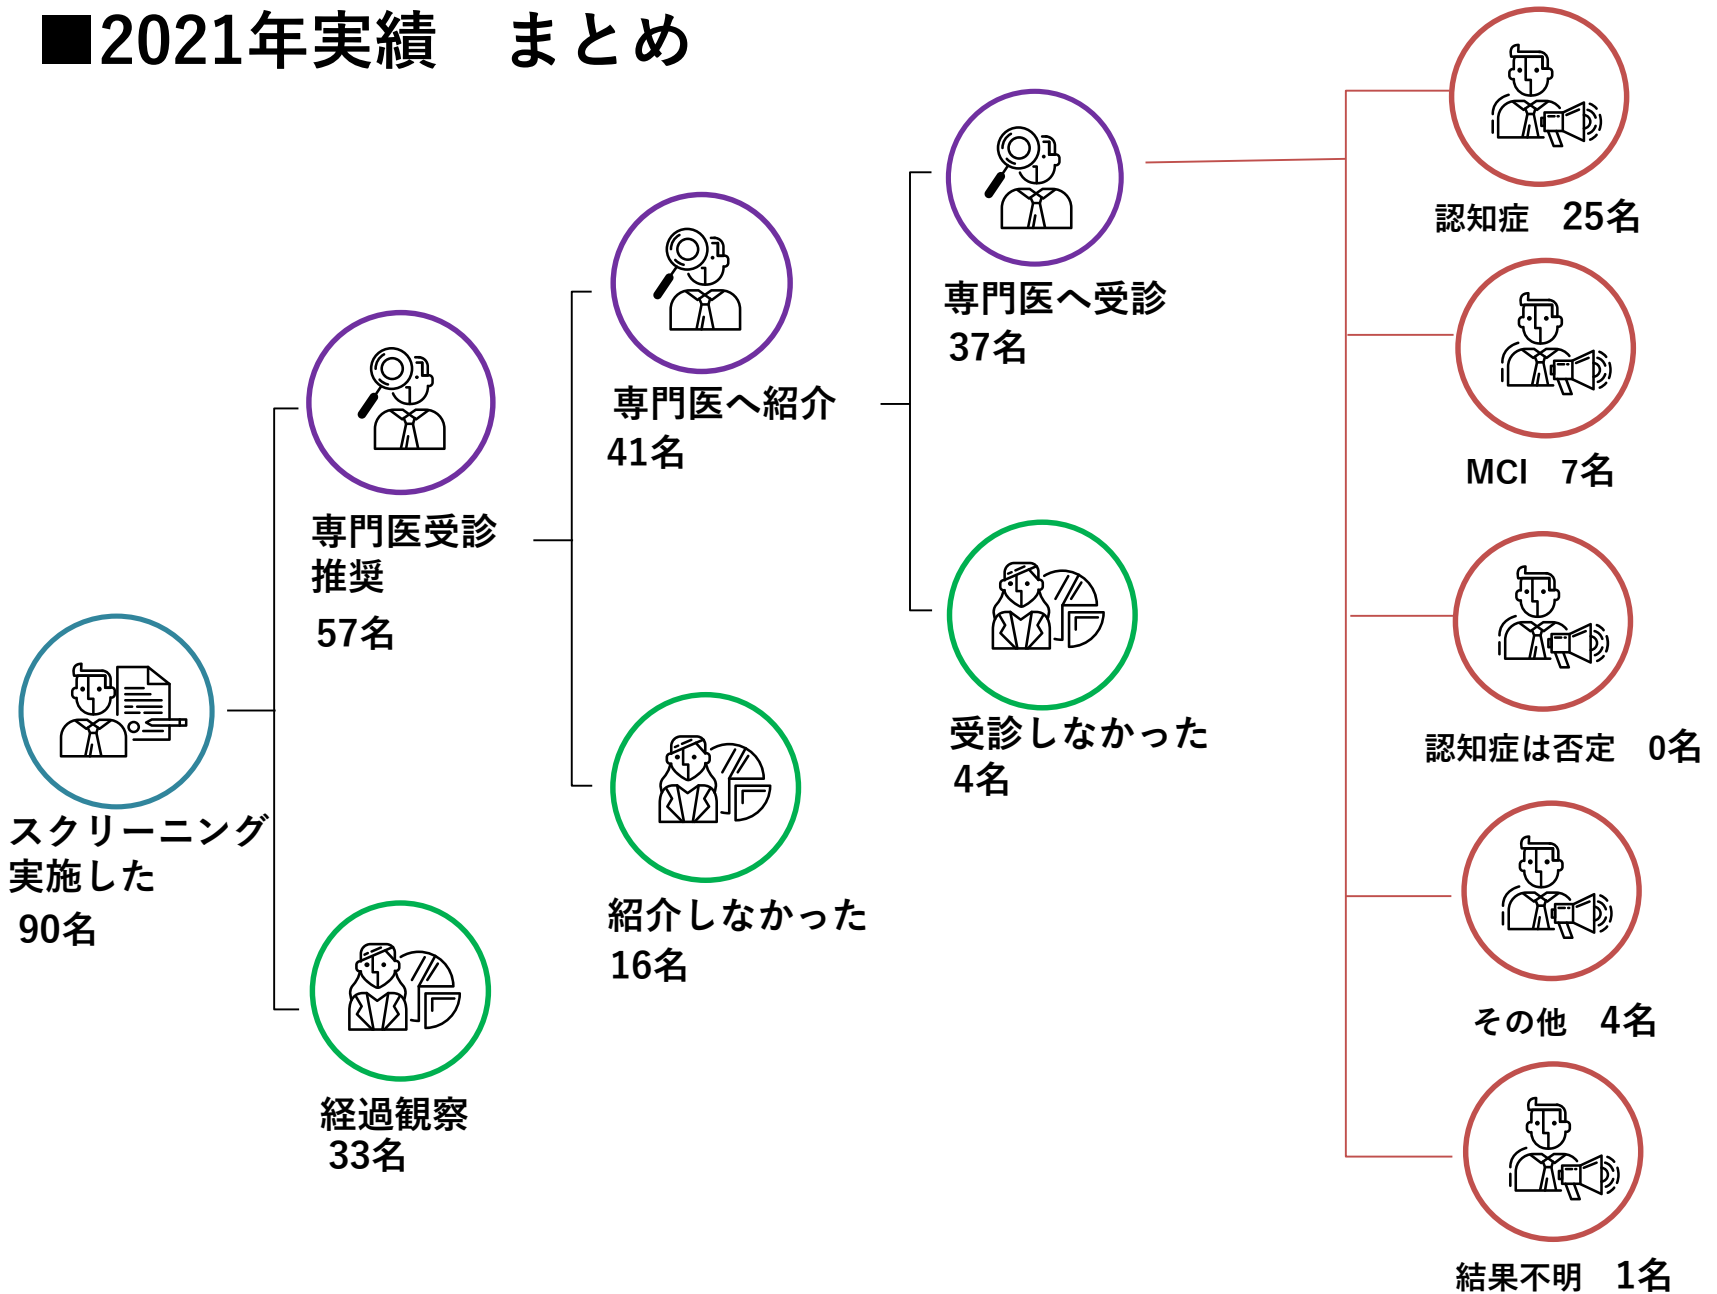 ■2021年実績　まとめ
スクリーニング
実施した
90名
専門医受診
推奨
57名
経過観察
33名
専門医へ紹介
41名
紹介しなかった
16名
専門医へ受診
37名
受診しなかった
4名
認知症　25名
MCI　7名
認知症は否定　0名
その他　4名
結果不明　1名